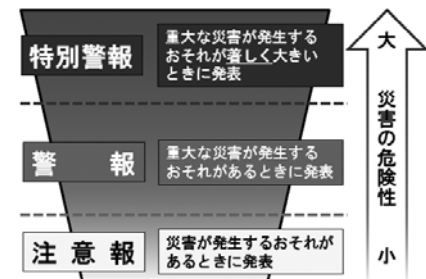 特別警報
重大な災害が発生する
おそれが著しく大きい
ときに発表
警　報
重大な災害が発生する
おそれがあるときに発表
注意報
災害が発生するおそれが
あるときに発表
大
災害の危険性
小